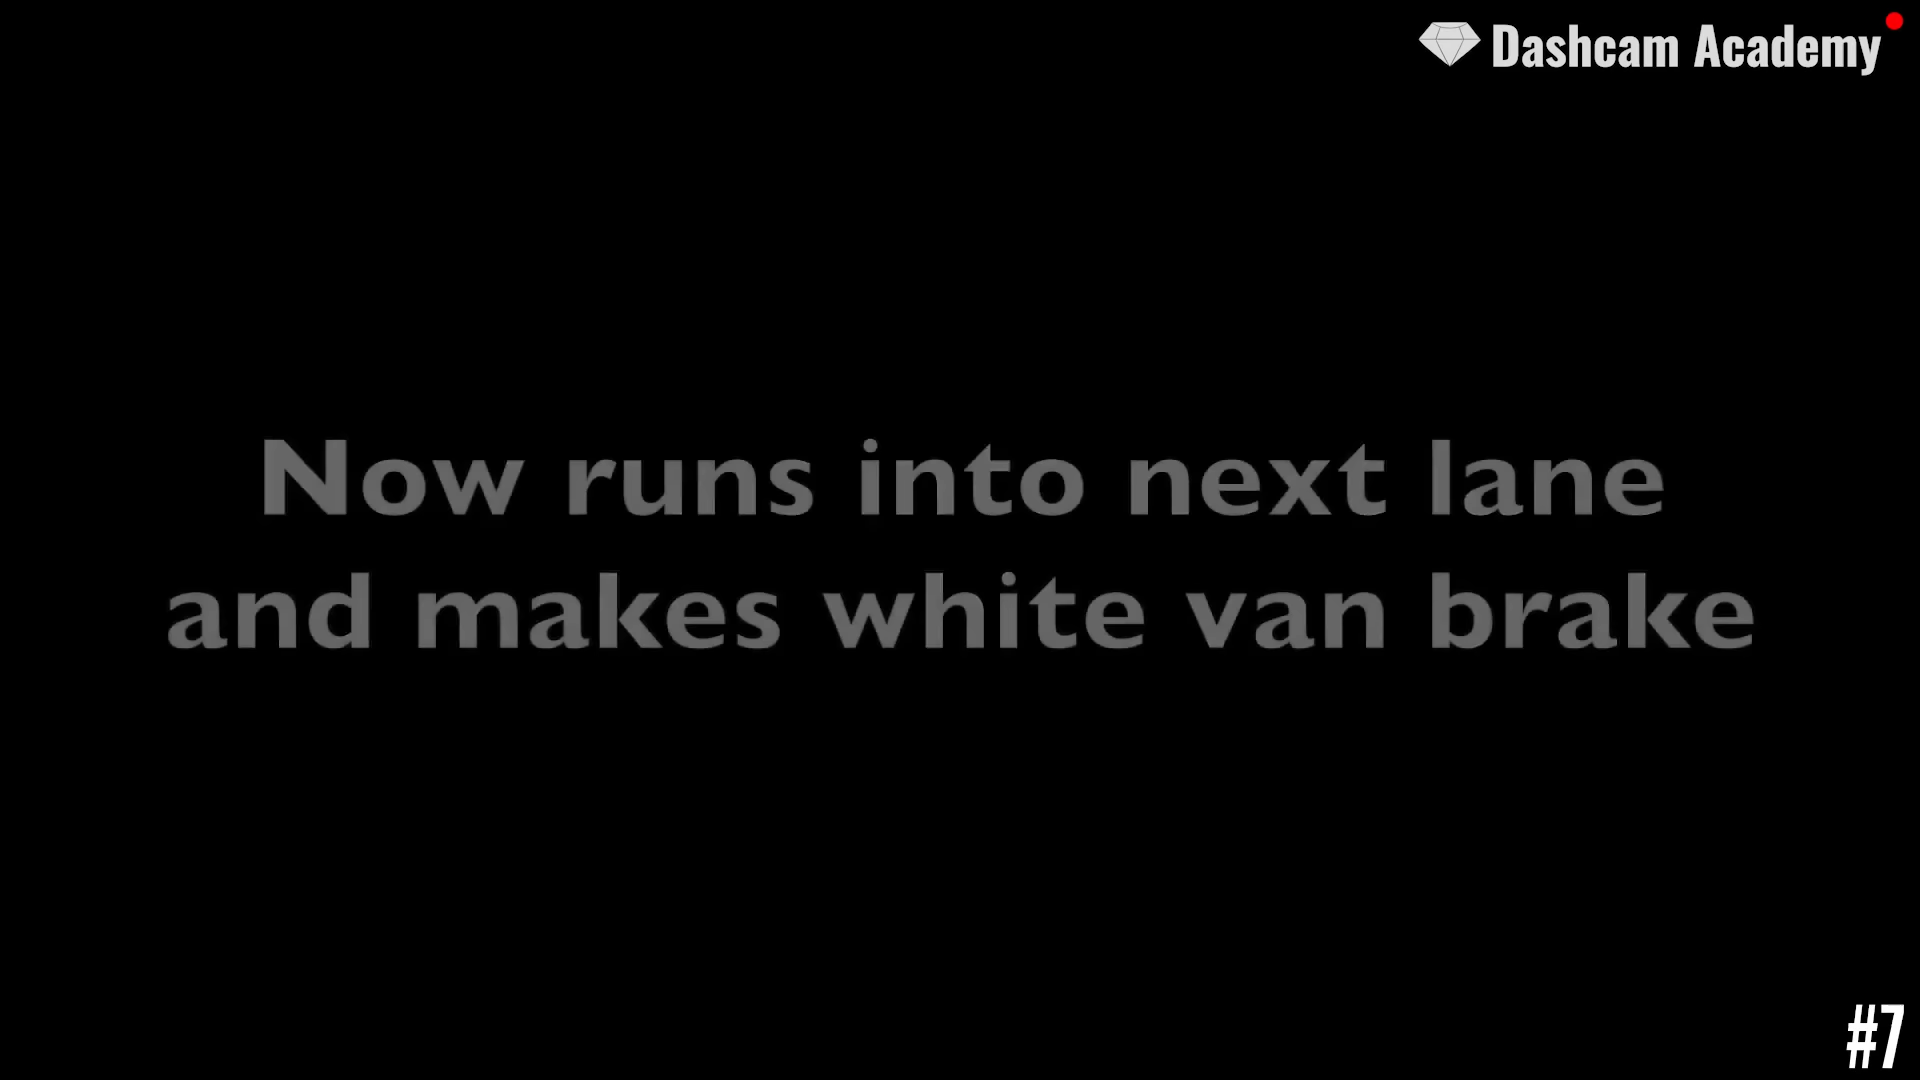 Dashcam Academy
Now runs into next lane
and makes white van brake
#7